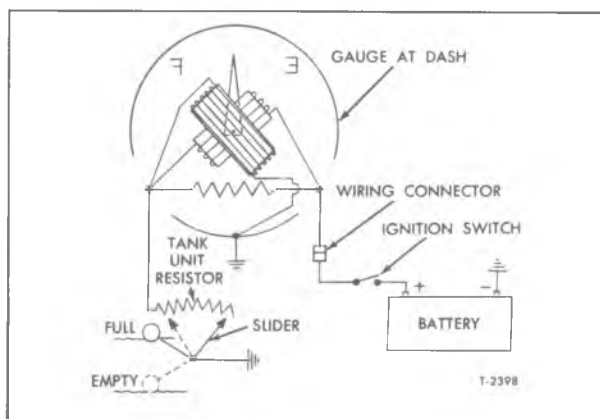 F E
GAUGE AT DASH
WIRING CONNECTOR
IGNITION SWITCH
TANK
UNIT
RESISTOR
FULL
SLIDER
EMPTY
+ -
BATTERY
T-2398